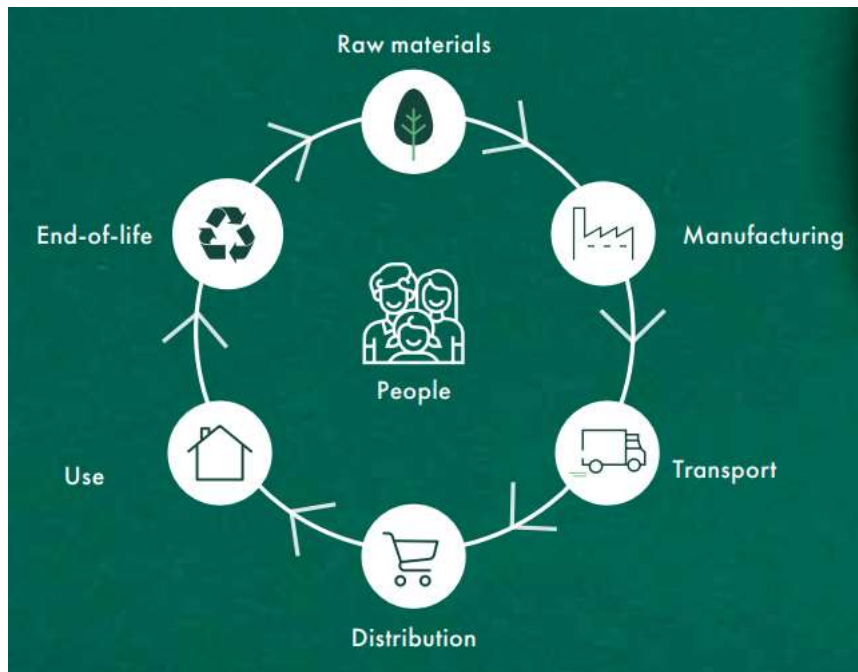 Raw materials
Manufacturing
Transport
Distribution
Use
End-of-life
People